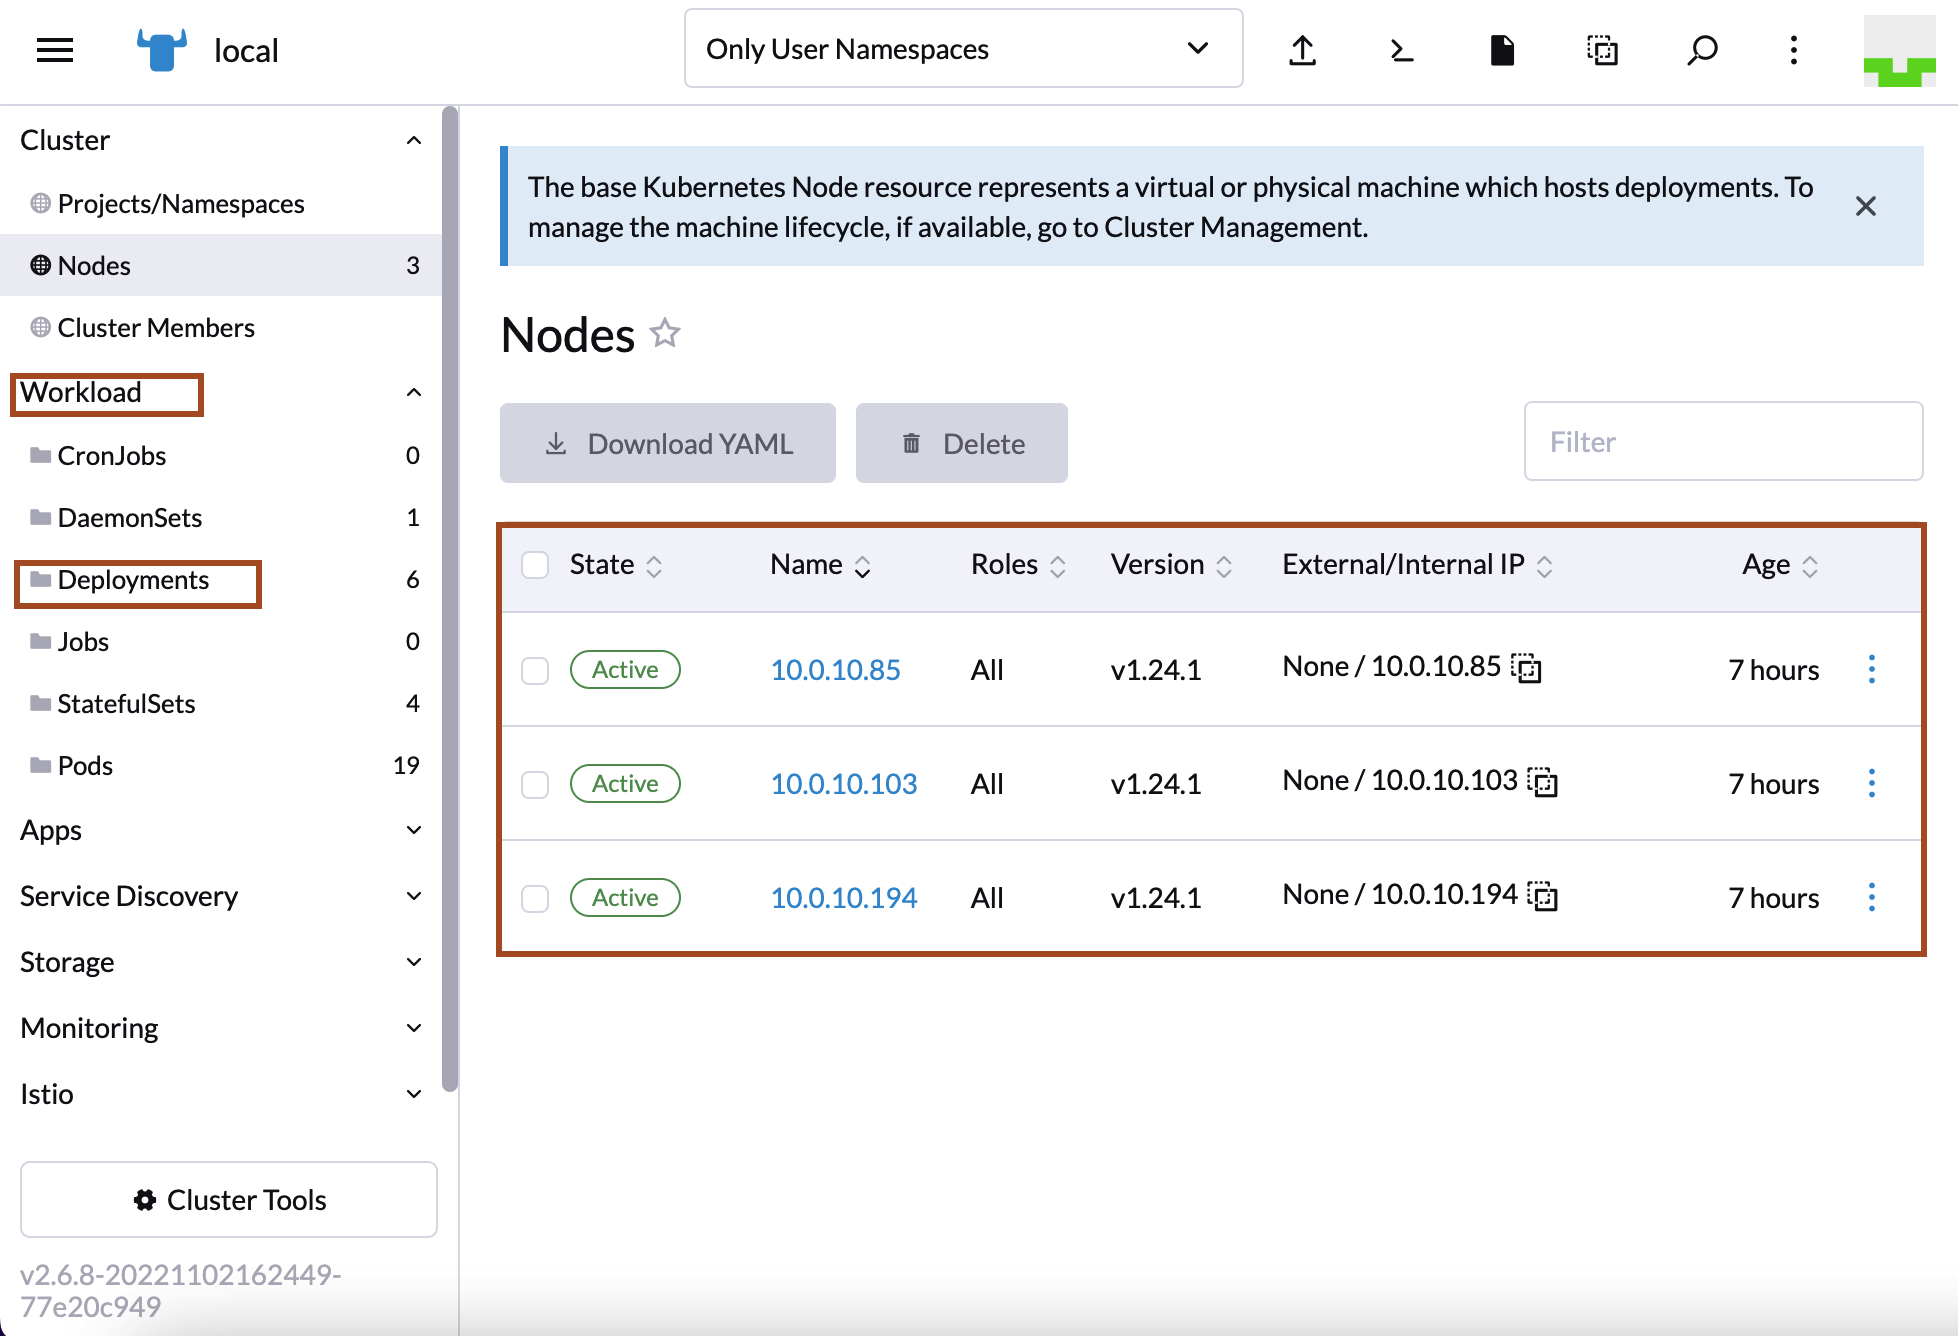 local
Only User Namespaces
Cluster
Projects/Namespaces
Nodes 3
Cluster Members
Workload
CronJobs 0
DaemonSets 1
Deployments 6
Jobs 0
StatefulSets 4
Pods 19
Apps
Service Discovery
Storage
Monitoring
Istio
Cluster Tools
v2.6.8-20221102162449-
77e20c949
The base Kubernetes Node resource represents a virtual or physical machine which hosts deployments. To
manage the machine lifecycle, if available, go to Cluster Management.
Nodes
Download YAML Delete Filter
State Name Roles Version External/Internal IP Age
Active 10.0.10.85 All v1.24.1 None / 10.0.10.85 7 hours
Active 10.0.10.103 All v1.24.1 None / 10.0.10.103 7 hours
Active 10.0.10.194 All v1.24.1 None / 10.0.10.194 7 hours